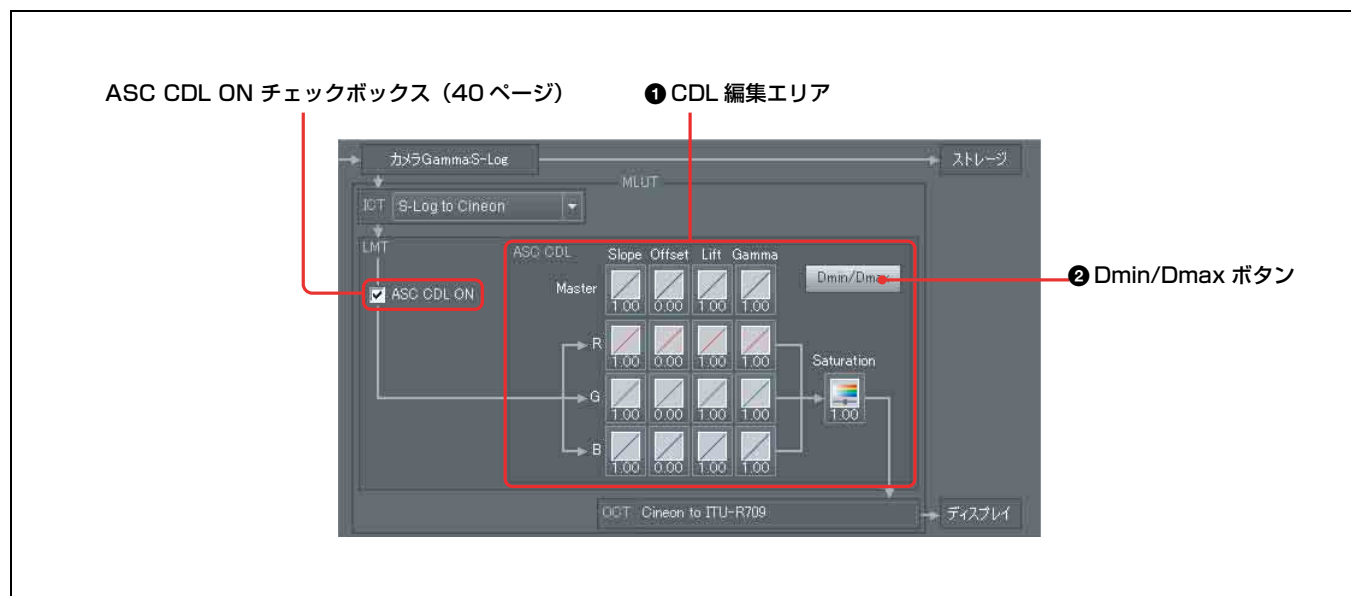 ASC CDL ON チェックボックス（40 ページ）
❶ CDL 編集エリア
カメラGamma:S-Log
ストレージ
MLUT
ICT S-Log to Cineon
LMT
ASC CDL
Slope Offset Lift Gamma
Dmin/Dmax
❷ Dmin/Dmax ボタン
ASC CDL ON
Master
1.00 0.00 1.00 1.00
R
1.00 0.00 1.00 1.00
Saturation
G
1.00 0.00 1.00 1.00
1.00
B
1.00 0.00 1.00 1.00
OCT Cineon to ITU-R709
ディスプレイ